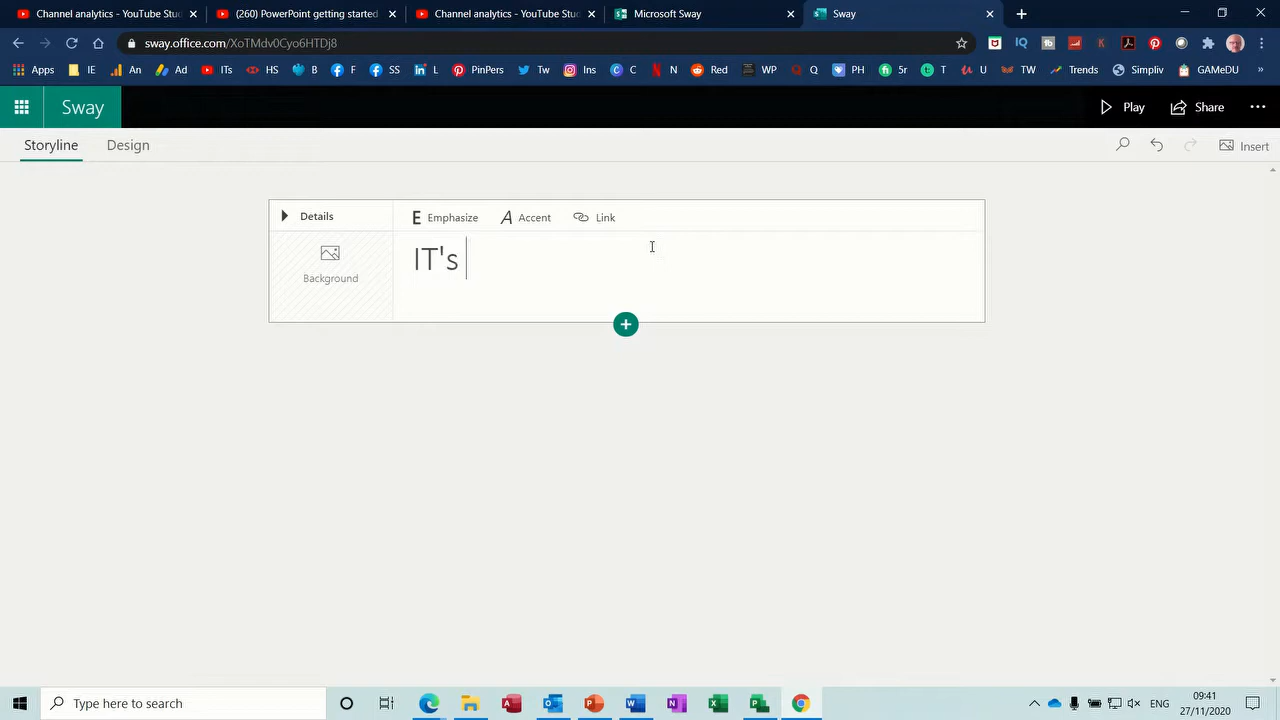 Channel analytics - YouTube Stud
(260) PowerPoint getting started
Channel analytics - YouTube Stud
Microsoft Sway
Sway
sway.office.com/XoTMdv0Cyo6HTDj8
Apps
IE
An
Ad
ITs
HS
B
F
SS
L
PinPers
Tw
Ins
C
N
Red
WP
Q
PH
5r
T
U
TW
Trends
Simpliv
GAMeDU
»
Sway
Play
Share
Storyline
Design
Insert
Details
E Emphasize
A Accent
Link
Background
IT's
Type here to search
ENG
09:41
27/11/2020